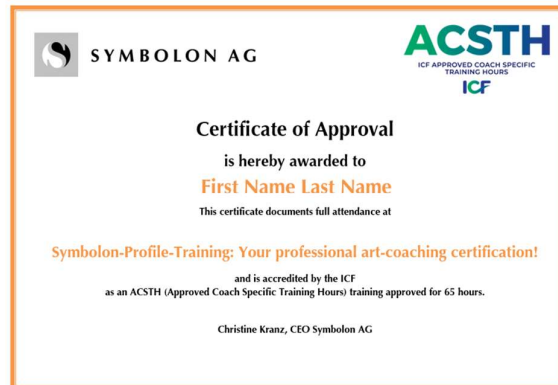 SYMBOLON AG
ACSTH
ICF APPROVED COACH SPECIFIC
TRAINING HOURS
ICF
Certificate of Approval
is hereby awarded to
First Name Last Name
This certificate documents full attendance at
Symbolon-Profile-Training: Your professional art-coaching certification!
and is accredited by the ICF
as an ACSTH (Approved Coach Specific Training Hours) training approved for 65 hours.
Christine Kranz, CEO Symbolon AG